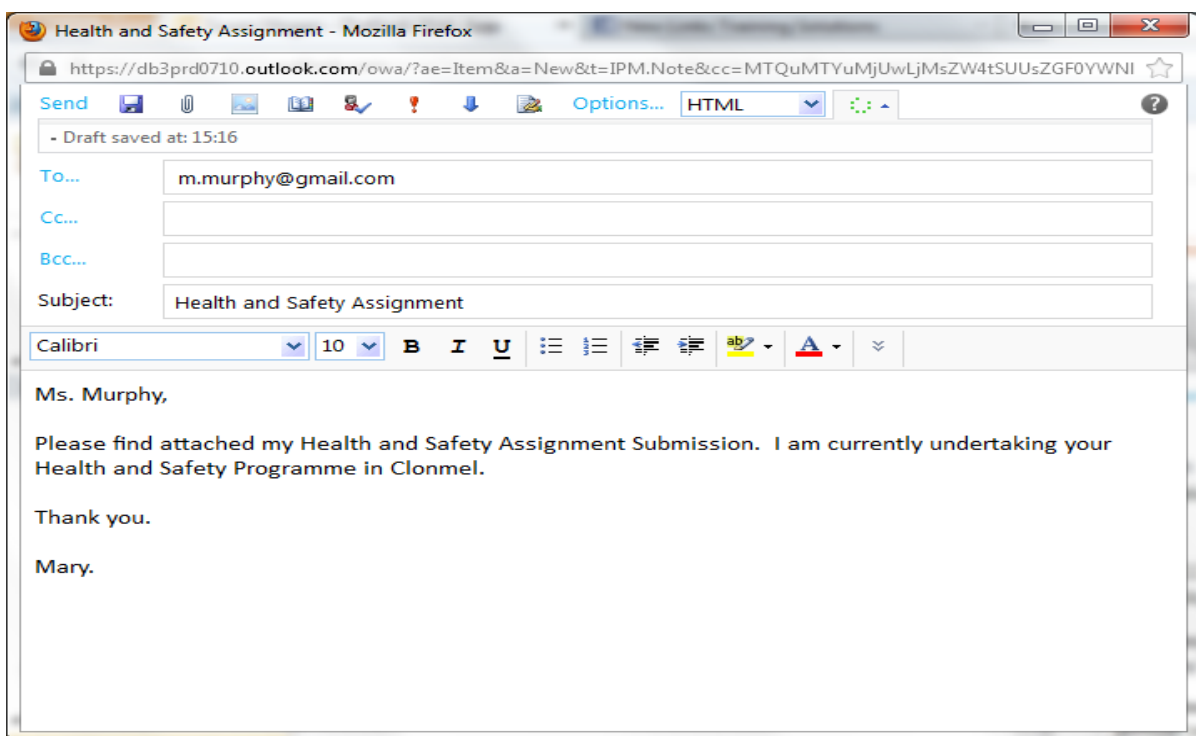 Health and Safety Assignment - Mozilla Firefox
https://db3prd0710.outlook.com/owa/?ae=Item&a=New&t=IPM.Note&cc=MTQuMTYuMjUwLjMsZW4tSUUsZGF0YWNl
Send Options... HTML
- Draft saved at: 15:16
To... m.murphy@gmail.com
Cc...
Bcc...
Subject: Health and Safety Assignment
Calibri 10 B I U ab A
Ms. Murphy,
Please find attached my Health and Safety Assignment Submission. I am currently undertaking your
Health and Safety Programme in Clonmel.
Thank you.
Mary.